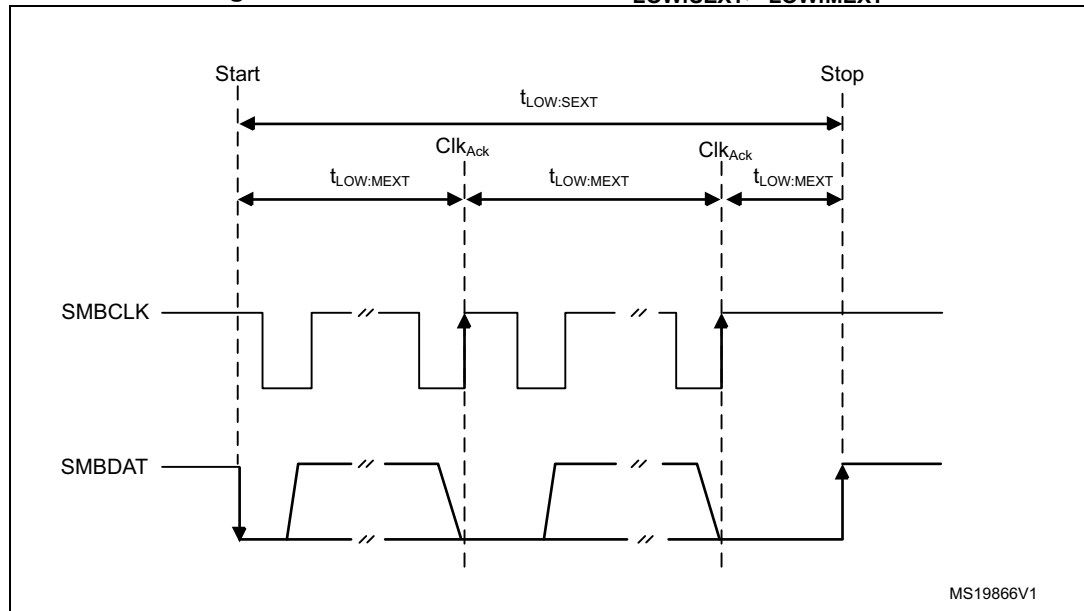 Start
Stop
tLOW:SEXT
ClkAck
ClkAck
tLOW:MEXT
tLOW:MEXT
tLOW:MEXT
SMBCLK
SMBDAT
MS19866V1